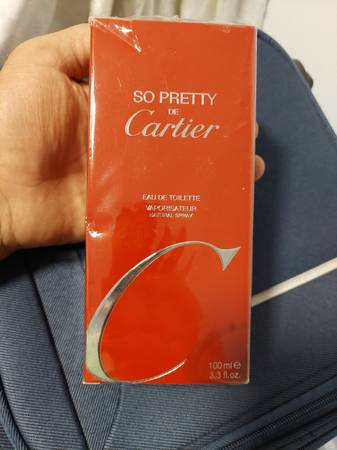 SO PRETTY
DE
Cartier
EAU DE TOILETTE
VAPORISATEUR
NATURAL SPRAY
C
100 ml e
3.3 fl.oz.